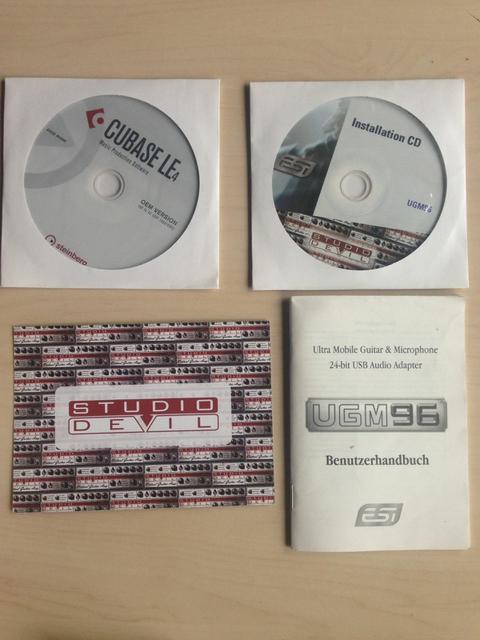 CUBASE LE4
Music Production Software
OEM VERSION
steinberg
Installation CD
ESI
UGM96
STUDIO
DEVIL
STUDIO
DEVIL
Ultra Mobile Guitar & Microphone
24-bit USB Audio Adapter
UGM96
Benutzerhandbuch
ESI